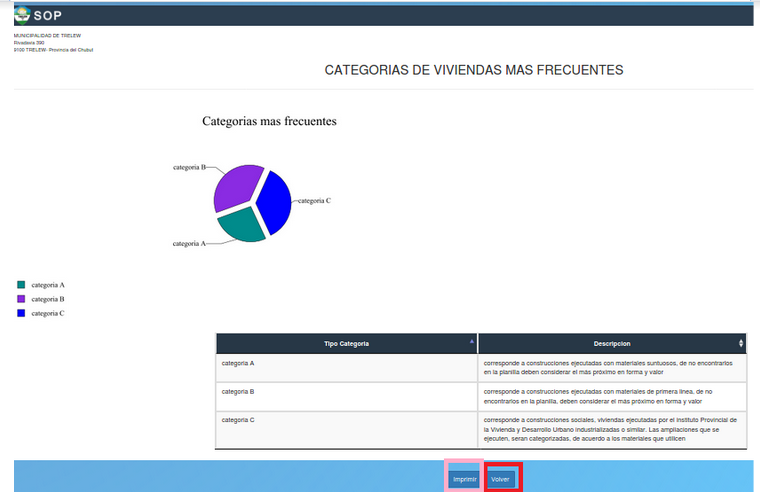 SOP
MUNICIPALIDAD DE TRELEW
Rivadavia 390
9100 TRELEW- Provincia del Chubut
CATEGORIAS DE VIVIENDAS MAS FRECUENTES
Categorias mas frecuentes
categoria B
categoria C
categoria A
categoria A
categoria B
categoria C
Tipo Categoria
Descripcion
categoria A
corresponde a construcciones ejecutadas con materiales suntuosos, de no encontrarlos
en la planilla deben considerar el más próximo en forma y valor
categoria B
corresponde a construcciones ejecutadas con materiales de primera linea, de no
encontrarlos en la planilla, deben considerar el más próximo en forma y valor
categoria C
corresponde a construcciones sociales, viviendas ejecutadas por el instituto Provincial de
la Vivienda y Desarrollo Urbano industrializadas o similar. Las ampliaciones que se
ejecuten, seran categorizadas, de acuerdo a los materiales que utilicen
Imprimir
Volver